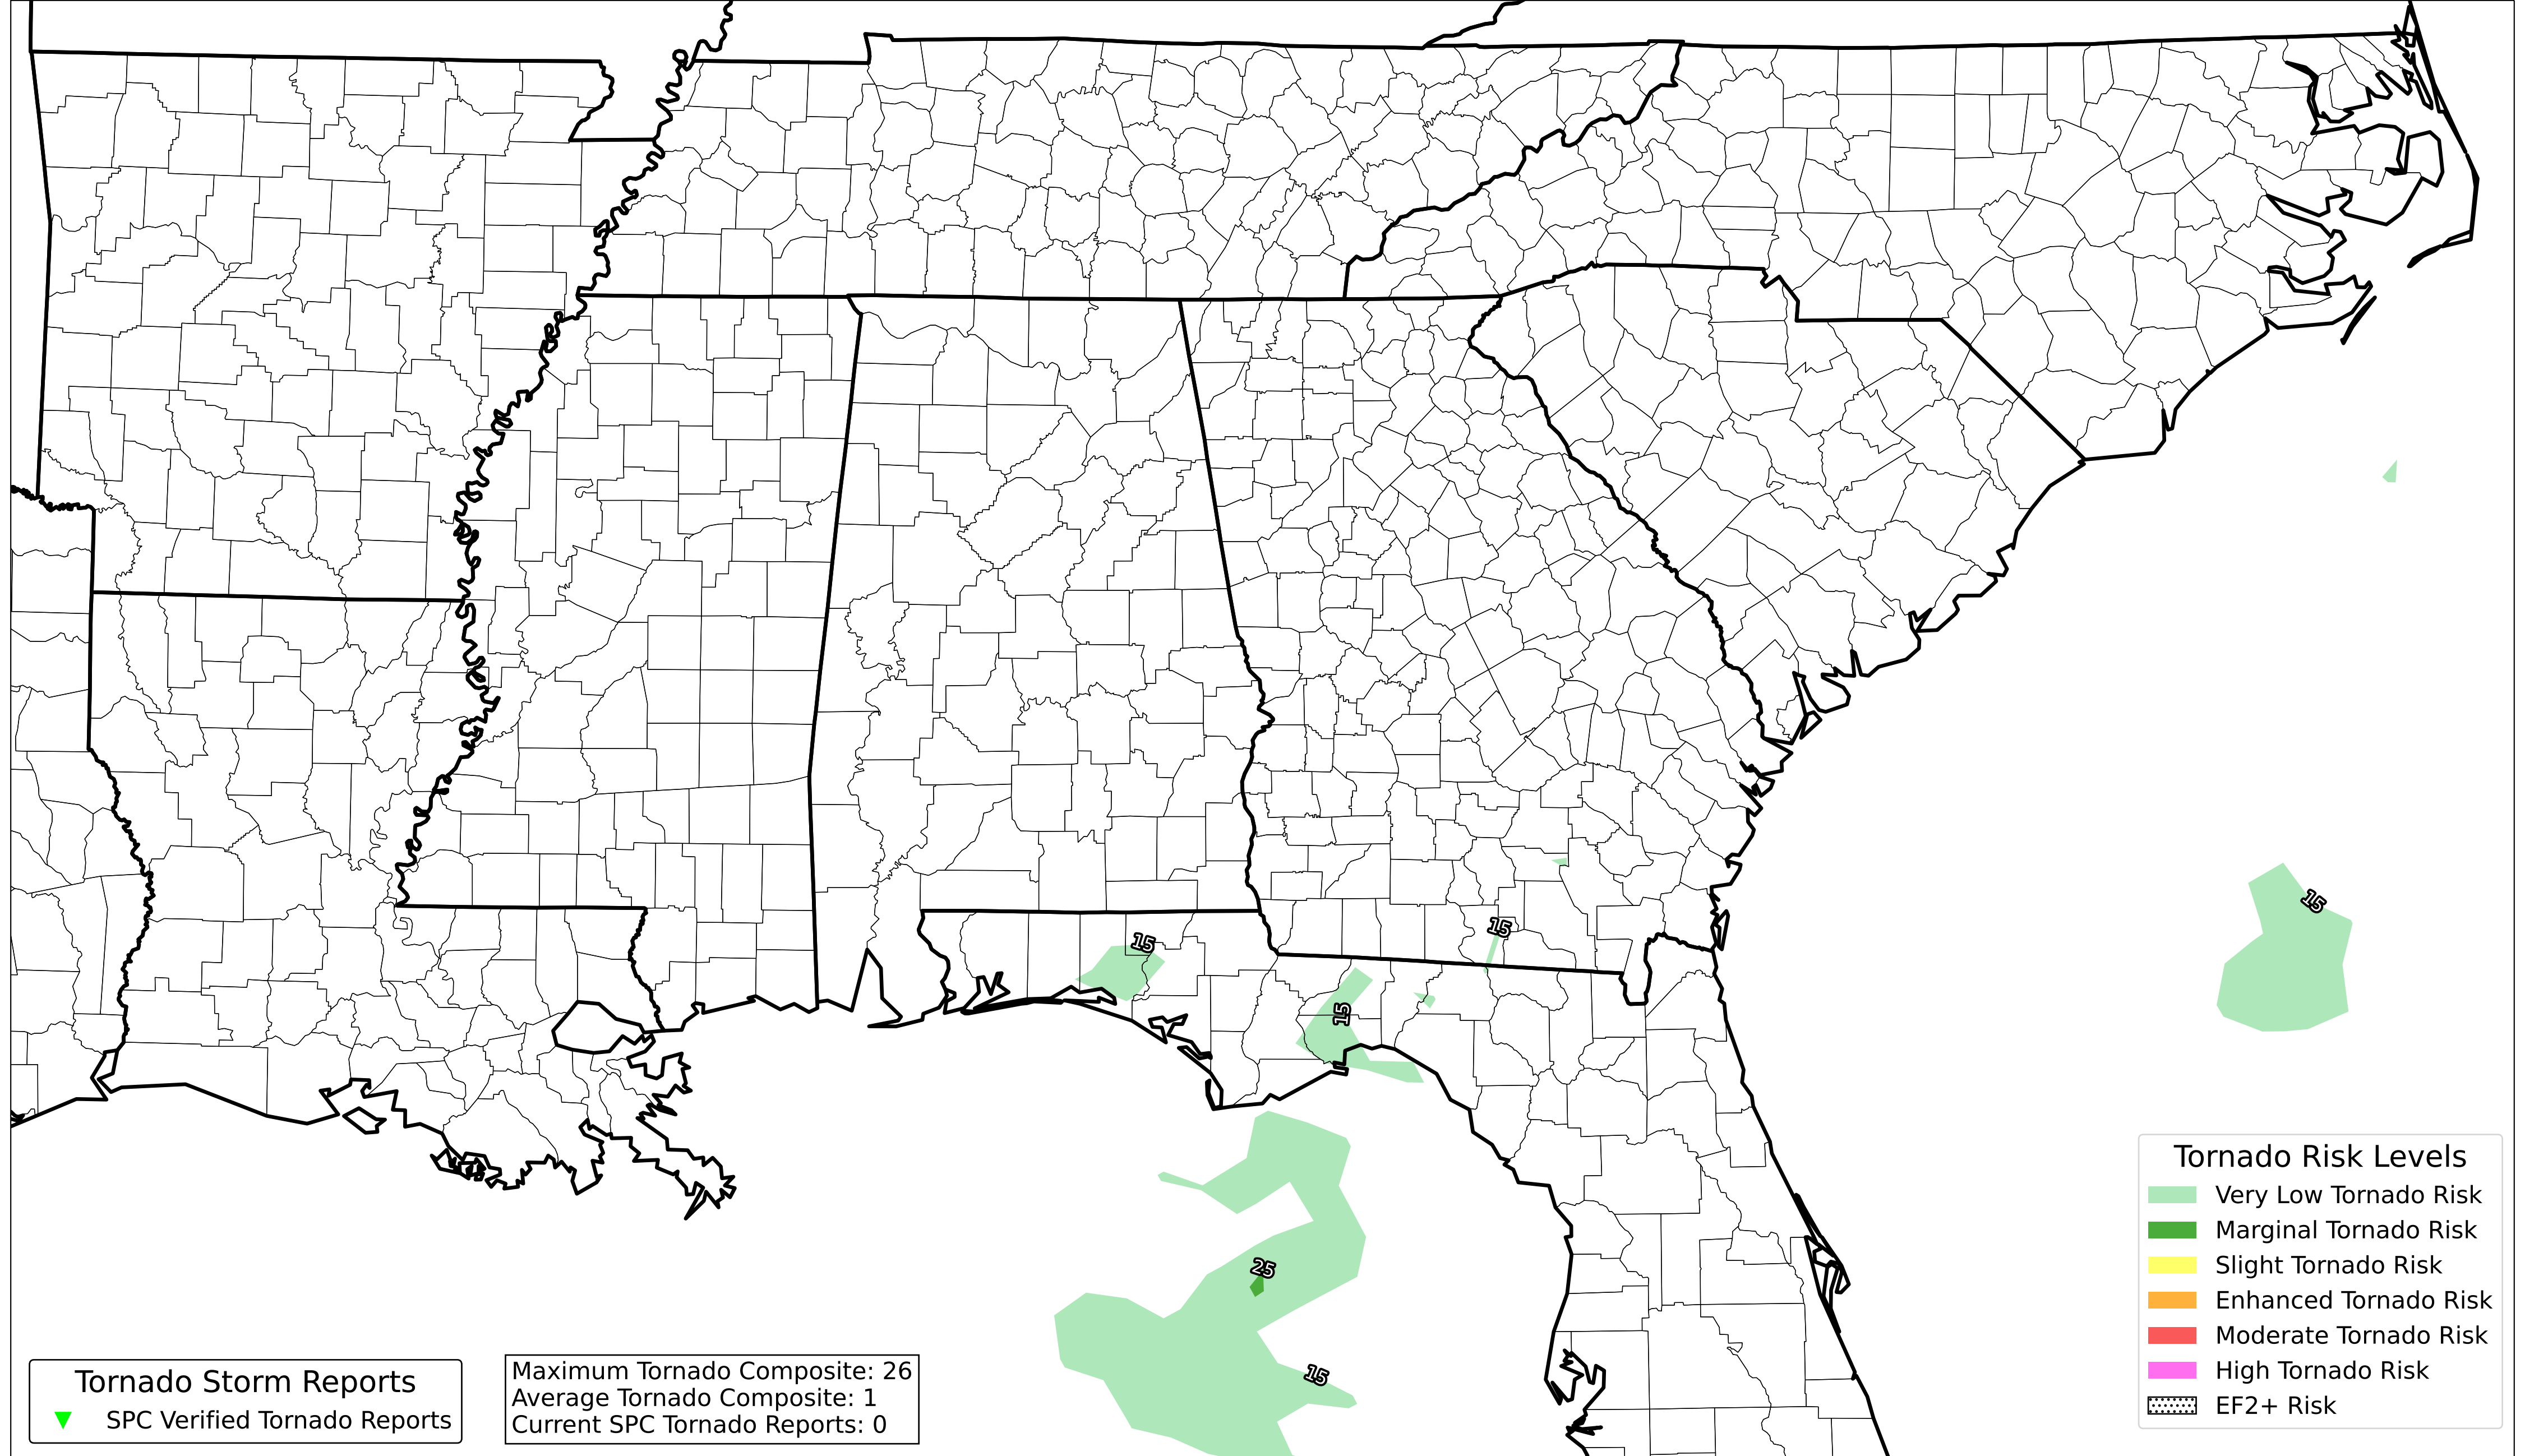 15
15
15
15
25
15
Tornado Risk Levels
Very Low Tornado Risk
Marginal Tornado Risk
Slight Tornado Risk
Enhanced Tornado Risk
Moderate Tornado Risk
High Tornado Risk
EF2+ Risk
Tornado Storm Reports
SPC Verified Tornado Reports
Maximum Tornado Composite: 26
Average Tornado Composite: 1
Current SPC Tornado Reports: 0